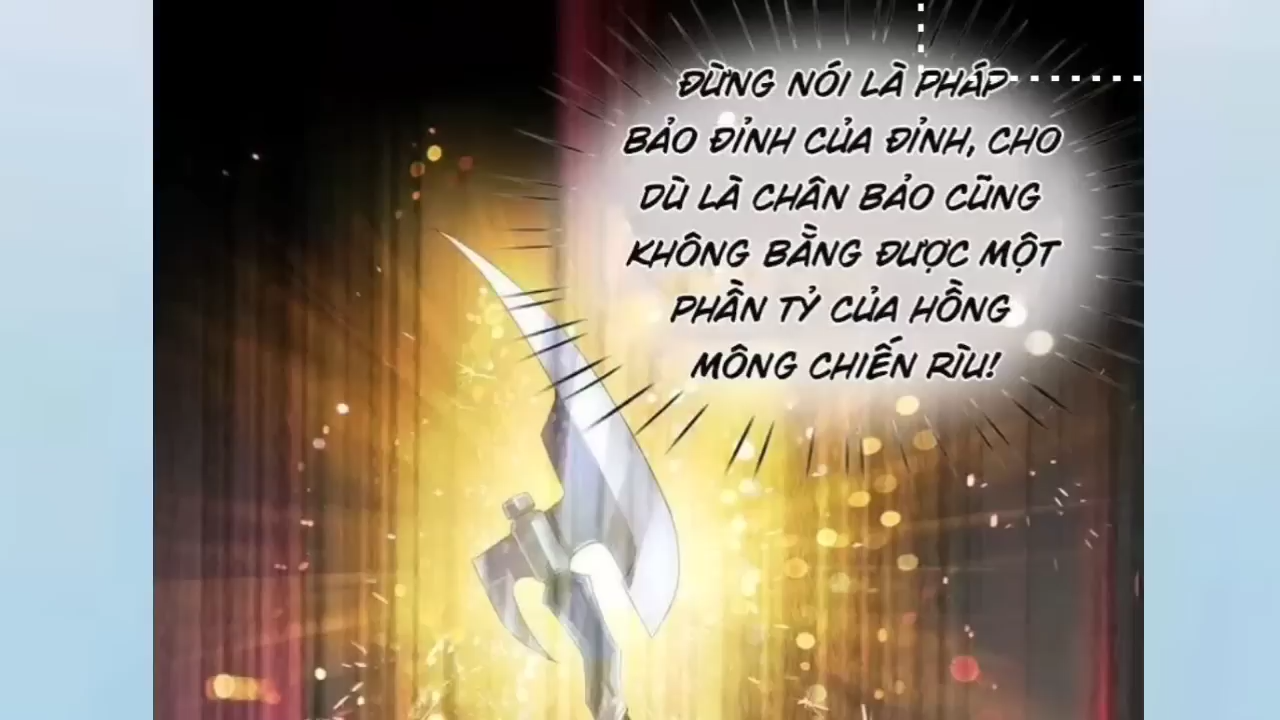 ĐỪNG NÓI LÀ PHÁP
BẢO ĐỈNH CỦA ĐỈNH, CHO
DÙ LÀ CHÂN BẢO CŨNG
KHÔNG BẰNG ĐƯỢC MỘT
PHẦN TỶ CỦA HỒNG
MÔNG CHIẾN RÌU!